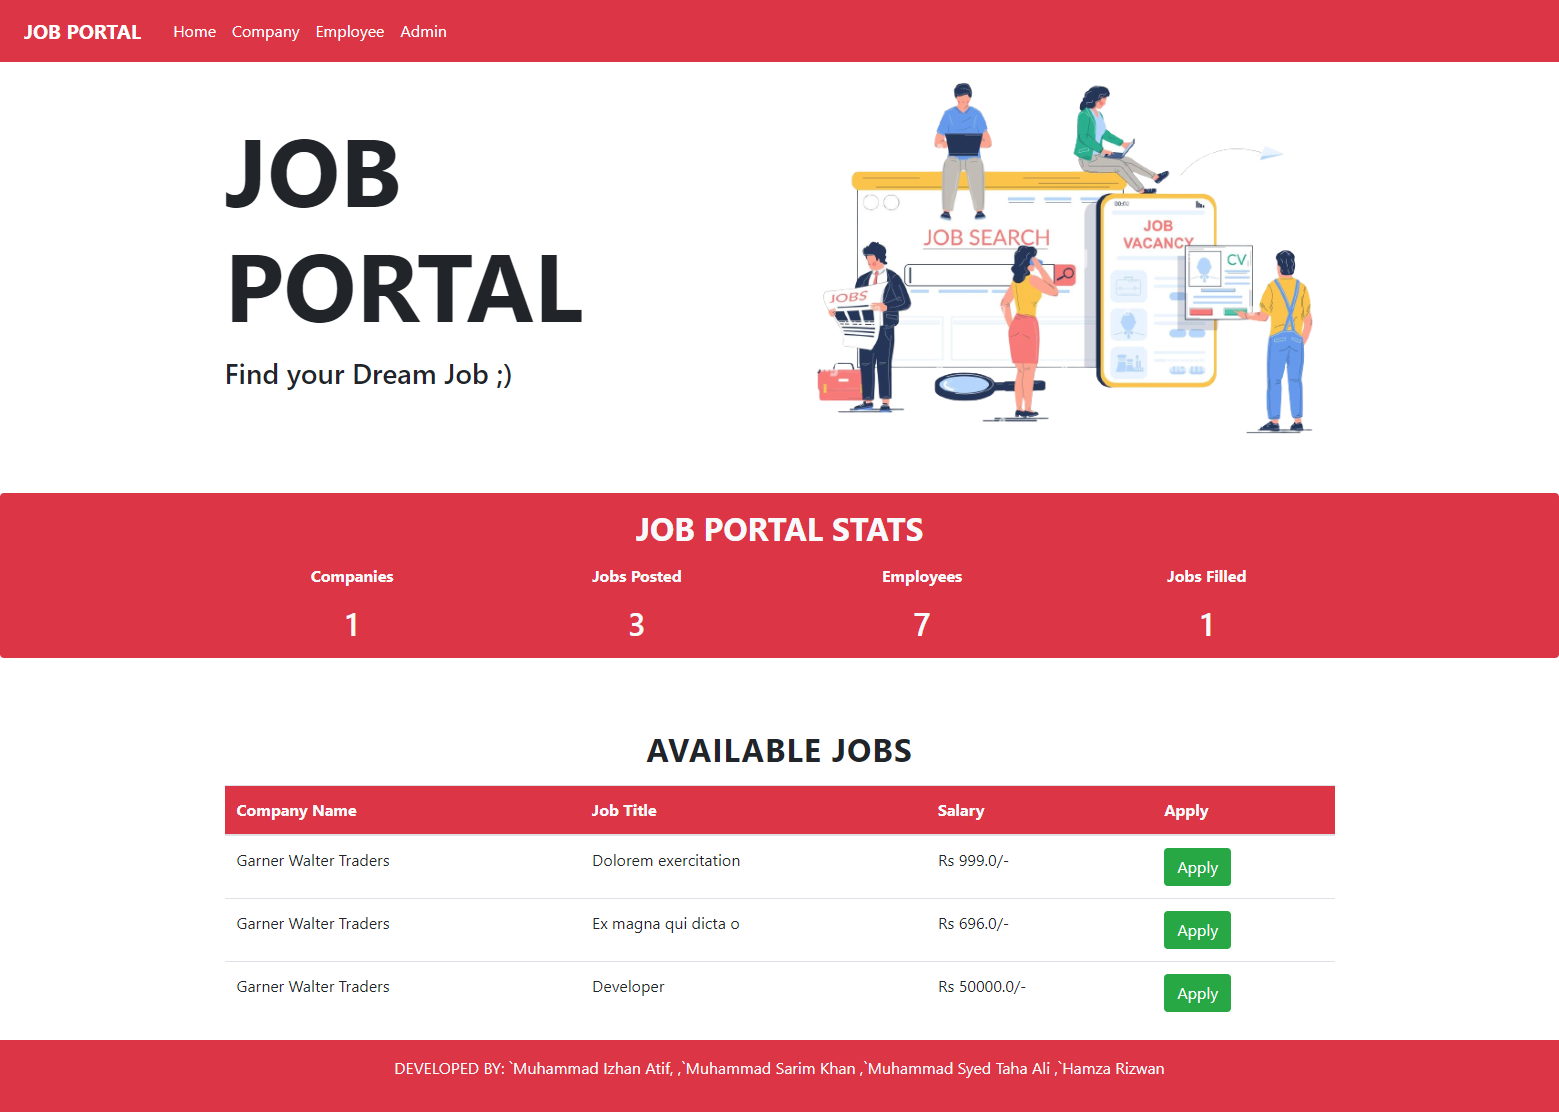 JOB PORTAL Home Company Employee Admin
JOB
PORTAL
Find your Dream Job ;)
JOB SEARCH
00:00
JOB
VACANCY
CV
JOBS
JOB PORTAL STATS
Companies Jobs Posted Employees Jobs Filled
1 3 7 1
AVAILABLE JOBS
Company Name Job Title Salary Apply
Garner Walter Traders Dolorem exercitation Rs 999.0/- Apply
Garner Walter Traders Ex magna qui dicta o Rs 696.0/- Apply
Garner Walter Traders Developer Rs 50000.0/- Apply
DEVELOPED BY: `Muhammad Izhan Atif, ,`Muhammad Sarim Khan ,`Muhammad Syed Taha Ali ,`Hamza Rizwan